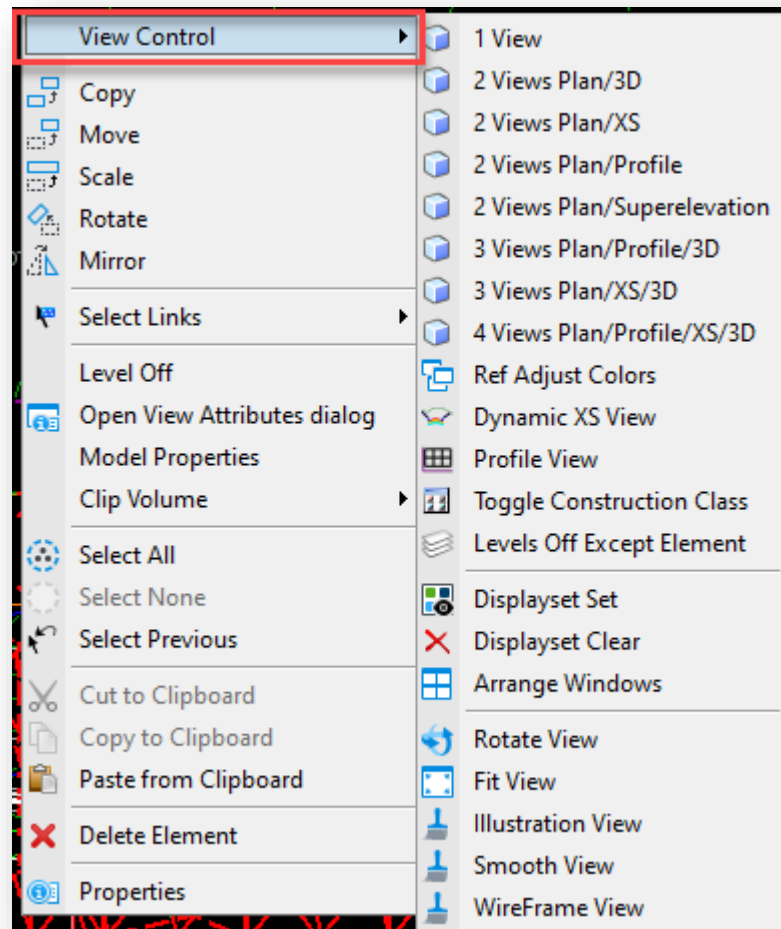 View Control
Copy
Move
Scale
Rotate
Mirror
Select Links
Level Off
Open View Attributes dialog
Model Properties
Clip Volume
Select All
Select None
Select Previous
Cut to Clipboard
Copy to Clipboard
Paste from Clipboard
Delete Element
Properties
1 View
2 Views Plan/3D
2 Views Plan/XS
2 Views Plan/Profile
2 Views Plan/Superelevation
3 Views Plan/Profile/3D
3 Views Plan/XS/3D
4 Views Plan/Profile/XS/3D
Ref Adjust Colors
Dynamic XS View
Profile View
Toggle Construction Class
Levels Off Except Element
Displayset Set
Displayset Clear
Arrange Windows
Rotate View
Fit View
Illustration View
Smooth View
WireFrame View